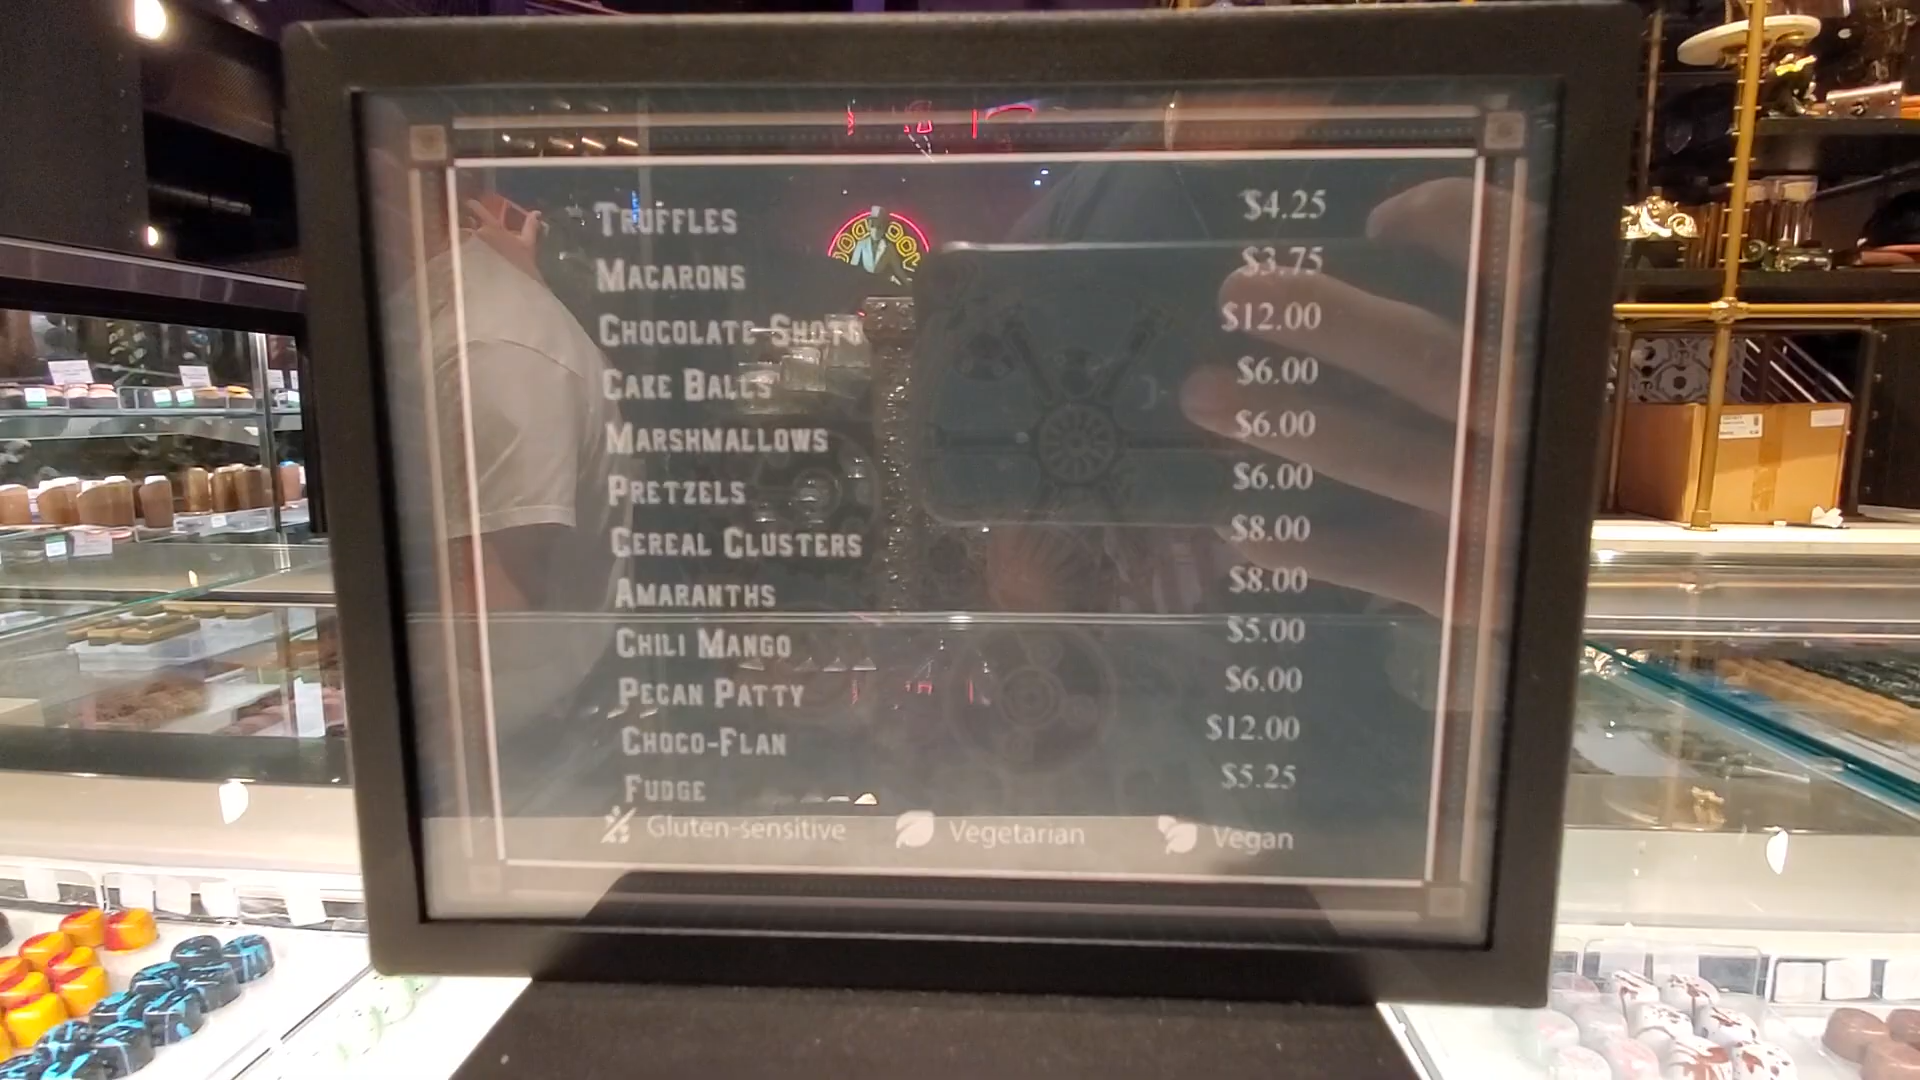 Truffles $4.25
Macarons $3.75
Chocolate Shots $12.00
Cake Balls $6.00
Marshmallows $6.00
Pretzels $6.00
Cereal Clusters $8.00
Amaranths $8.00
Chili Mango $5.00
Pecan Patty $6.00
Choco-Flan $12.00
Fudge $5.25
Gluten-sensitive Vegetarian Vegan